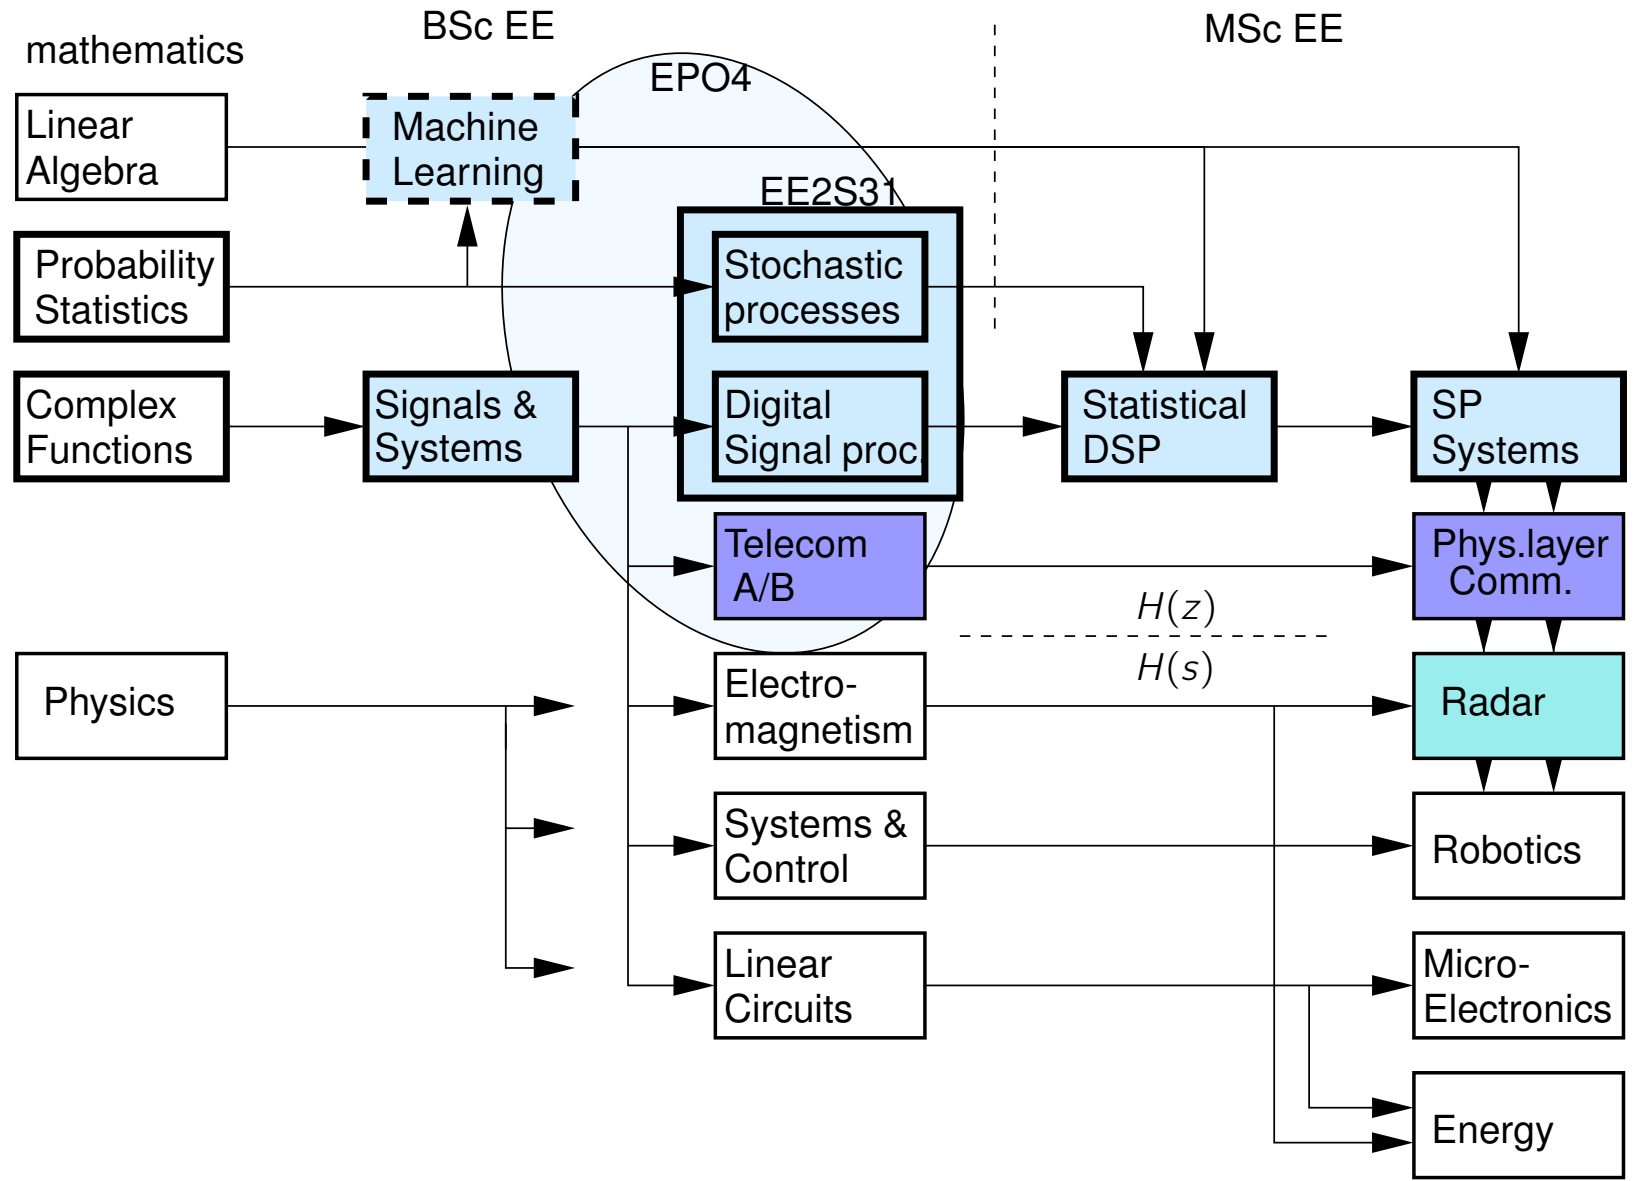 BSc EE
MSc EE
mathematics
EPO4
Linear
Algebra
Machine
Learning
EE2S31
Probability
Statistics
Stochastic
processes
Complex
Functions
Signals &
Systems
Digital
Signal proc.
Statistical
DSP
SP
Systems
Telecom
A/B
Phys.layer
Comm.
H(z)
H(s)
Physics
Electro-
magnetism
Radar
Systems &
Control
Robotics
Linear
Circuits
Micro-
Electronics
Energy